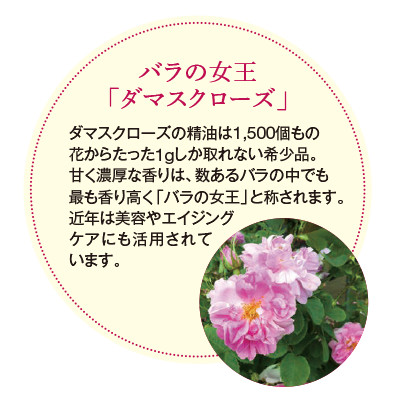 バラの女王
「ダマスクローズ」
ダマスクローズの精油は1,500個もの
花からたった1gしか取れない希少品。
甘く濃厚な香りは、数あるバラの中でも
最も香り高く「バラの女王」と称されます。
近年は美容やエイジング
ケアにも活用されて
います。